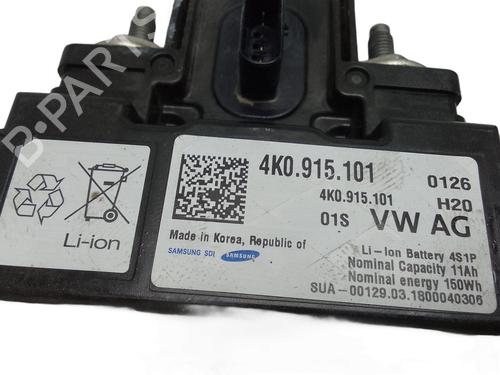 B-PARTS
4K0.915.101
4K0.915.101
0126
H20
01S VW AG
Made in Korea, Republic of
SAMSUNG SDI SAMSUNG
Li-Ion Battery 4S1P
Nominal Capacity 11Ah
Nominal energy 150Wh
SUA -00129.03.1800040306
Li-ion